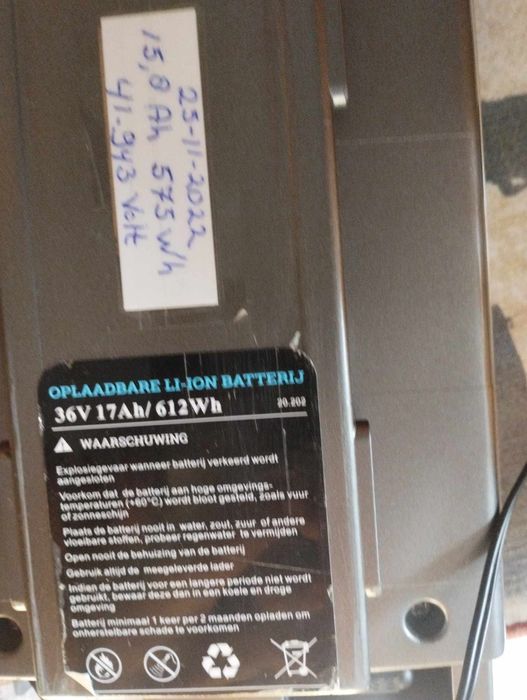 25-11-2022
15,8 Ah 575 W/h
41-943 Volt
OPLAADBARE LI-ION BATTERIJ
36V 17Ah/ 612Wh 20.202
WAARSCHUWING
Explosiegevaar wanneer batterij verkeerd wordt
aangesloten
Voorkom dat de batterij aan hoge omgevings-
temperaturen (+60°C) wordt bloot gesteld, zoals vuur
of zonneschijn
Plaats de batterij nooit in water, zout, zuur of andere
vloeibare stoffen, probeer regenwater te vermijden
Open nooit de behuizing van de batterij
Gebruik altijd de meegeleverde lader
Indien de batterij voor een langere periode niet wordt
gebruikt, bewaar deze dan in een koele en droge
omgeving
Batterij minimaal 1 keer per 2 maanden opladen om
onherstelbare schade te voorkomen